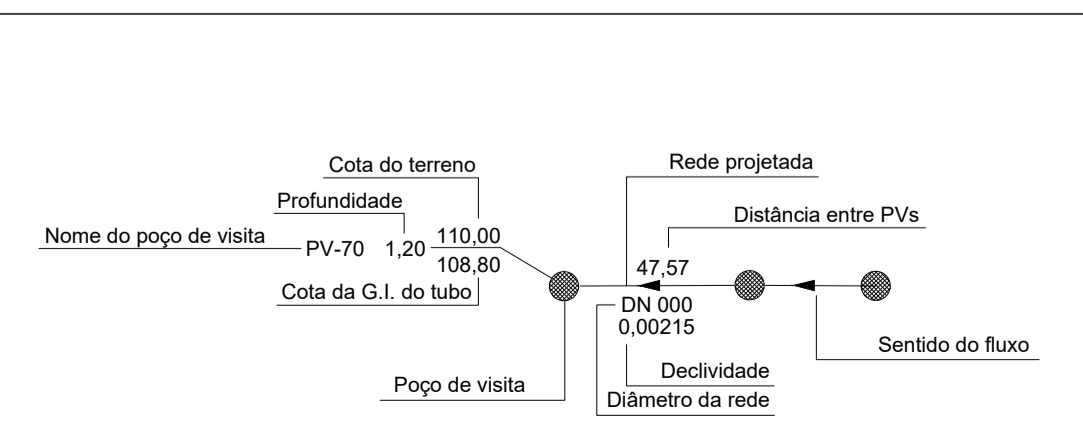 Cota do terreno
Rede projetada
Profundidade
Distância entre PVs
Nome do poço de visita
PV-70 1,20 110,00
108,80
47,57
Cota da G.I. do tubo
DN 000
0,00215
Sentido do fluxo
Poço de visita
Declividade
Diâmetro da rede